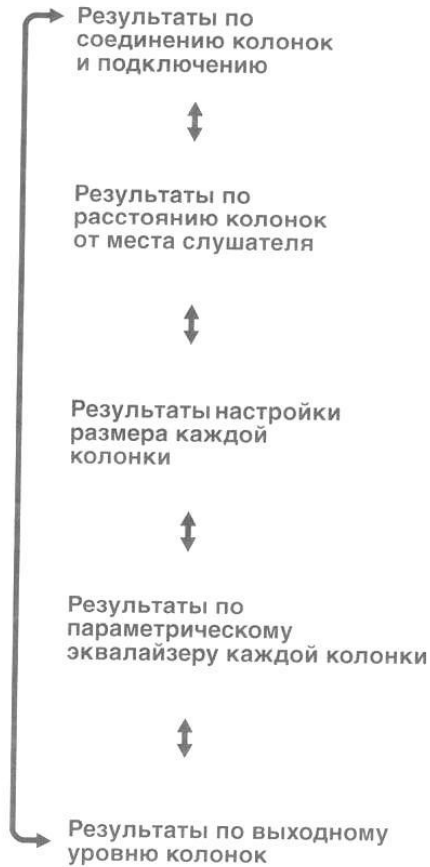 Результаты по
соединению колонок
и подключению
Результаты по
расстоянию колонок
от места слушателя
Результаты настройки
размера каждой
колонки
Результаты по
параметрическому
эквалайзеру каждой колонки
Результаты по выходному
уровню колонок